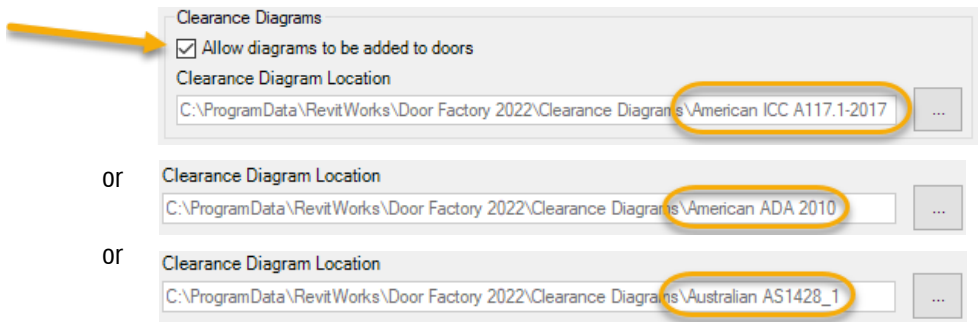 Clearance Diagrams
Allow diagrams to be added to doors
Clearance Diagram Location
C:\ProgramData\RevitWorks\Door Factory 2022\Clearance Diagrams\American ICC A117.1-2017 ...
or
Clearance Diagram Location
C:\ProgramData\RevitWorks\Door Factory 2022\Clearance Diagrams\American ADA 2010 ...
or
Clearance Diagram Location
C:\ProgramData\RevitWorks\Door Factory 2022\Clearance Diagrams\Australian AS1428_1 ...